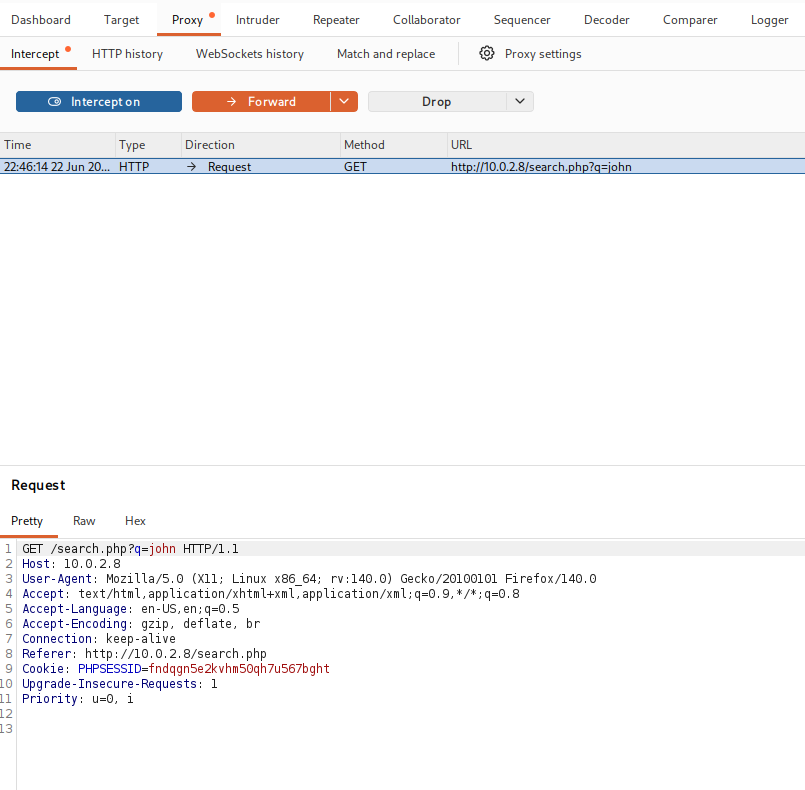 Dashboard Target Proxy Intruder Repeater Collaborator Sequencer Decoder Comparer Logger
Intercept HTTP history WebSockets history Match and replace Proxy settings
Intercept on Forward Drop
Time Type Direction Method URL
22:46:14 22 Jun 20... HTTP → Request GET http://10.0.2.8/search.php?q=john
Request
Pretty Raw Hex
1 GET /search.php?q=john HTTP/1.1
2 Host: 10.0.2.8
3 User-Agent: Mozilla/5.0 (X11; Linux x86_64; rv:140.0) Gecko/20100101 Firefox/140.0
4 Accept: text/html,application/xhtml+xml,application/xml;q=0.9,*/*;q=0.8
5 Accept-Language: en-US,en;q=0.5
6 Accept-Encoding: gzip, deflate, br
7 Connection: keep-alive
8 Referer: http://10.0.2.8/search.php
9 Cookie: PHPSESSID=fndqgn5e2kvhm50qh7u567bght
10 Upgrade-Insecure-Requests: 1
11 Priority: u=0, i
12
13